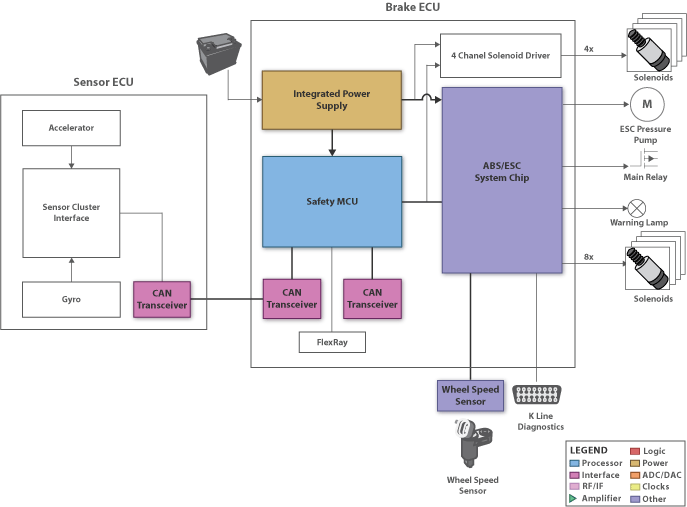 Brake ECU
Sensor ECU
4 Chanel Solenoid Driver
4x
Solenoids
Integrated Power
Supply
M
ESC Pressure
Pump
Accelerator
ABS/ESC
System Chip
Main Relay
Sensor Cluster
Interface
Safety MCU
Warning Lamp
8x
Solenoids
Gyro
CAN
Transceiver
CAN
Transceiver
CAN
Transceiver
FlexRay
Wheel Speed
Sensor
K Line
Diagnostics
Wheel Speed
Sensor
LEGEND
Processor
Interface
RF/IF
Amplifier
Logic
Power
ADC/DAC
Clocks
Other